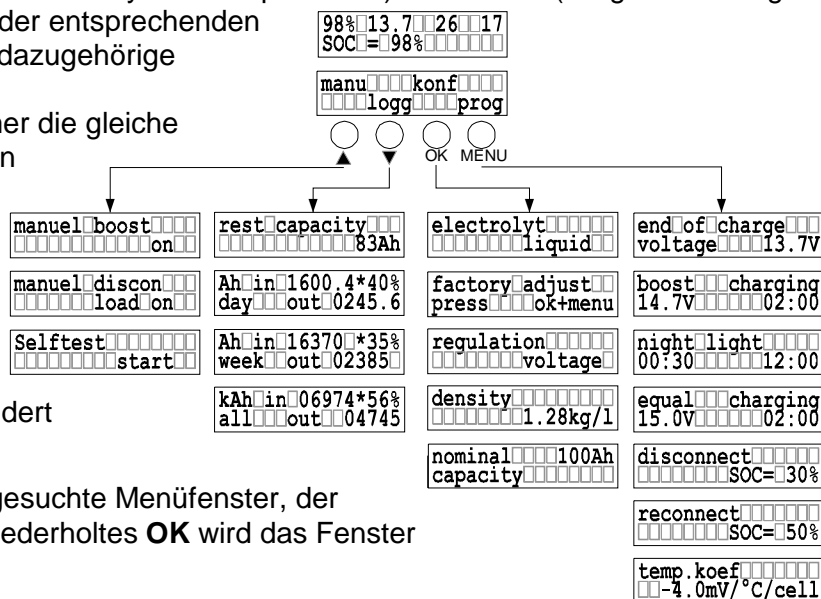 der entsprechenden
dazugehörige
98% 13.7 26 17
SOC = 98%
manu konf
logg prog
die gleiche
OK MENU
manuel boost
on
manuel discon
load on
Selftest
start
rest capacity
83Ah
Ah in 1600.4*40%
day out 0245.6
Ah in 16370 *35%
week out 02385
kAh in 06974*56%
all out 04745
electrolyt
liquid
factory adjust
press ok+menu
regulation
voltage
density
1.28kg/l
nominal 100Ah
capacity
end of charge
voltage 13.7V
boost charging
14.7V 02:00
night light
00:30 12:00
equal charging
15.0V 02:00
disconnect
SOC= 30%
reconnect
SOC= 50%
temp.koef
-4.0mV/°C/cell
dert
gesuchte Menüfenster, der
ederholtes OK wird das Fenster